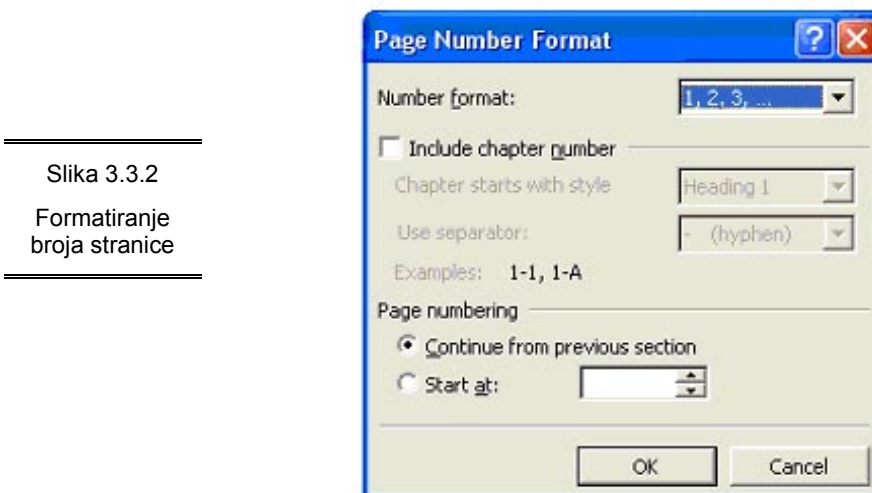 Slika 3.3.2
Formatiranje
broja stranice
Page Number Format
Number format: 1, 2, 3, ...
Include chapter number
Chapter starts with style Heading 1
Use separator: - (hyphen)
Examples: 1-1, 1-A
Page numbering
Continue from previous section
Start at:
OK Cancel